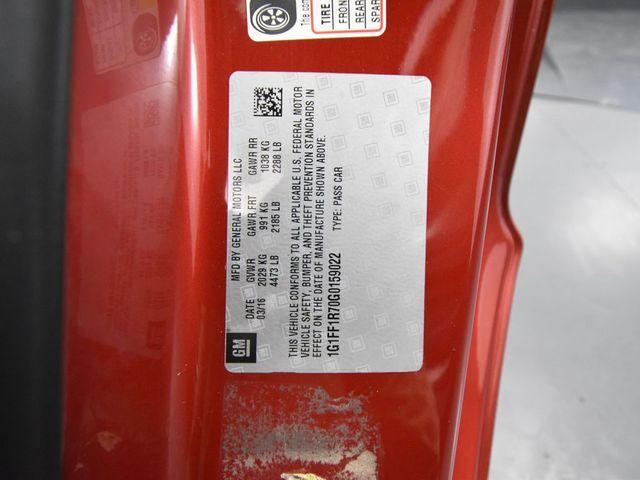 The con
TIRE
FRON
REAR
SPAR
GM
MFD BY GENERAL MOTORS LLC
DATE GVWR GAWR FRT GAWR RR
03/16 2029 KG 991 KG 1038 KG
4473 LB 2185 LB 2288 LB
THIS VEHICLE CONFORMS TO ALL APPLICABLE U.S. FEDERAL MOTOR
VEHICLE SAFETY, BUMPER, AND THEFT PREVENTION STANDARDS IN
EFFECT ON THE DATE OF MANUFACTURE SHOWN ABOVE.
1G1FF1R70G0159022 TYPE: PASS CAR